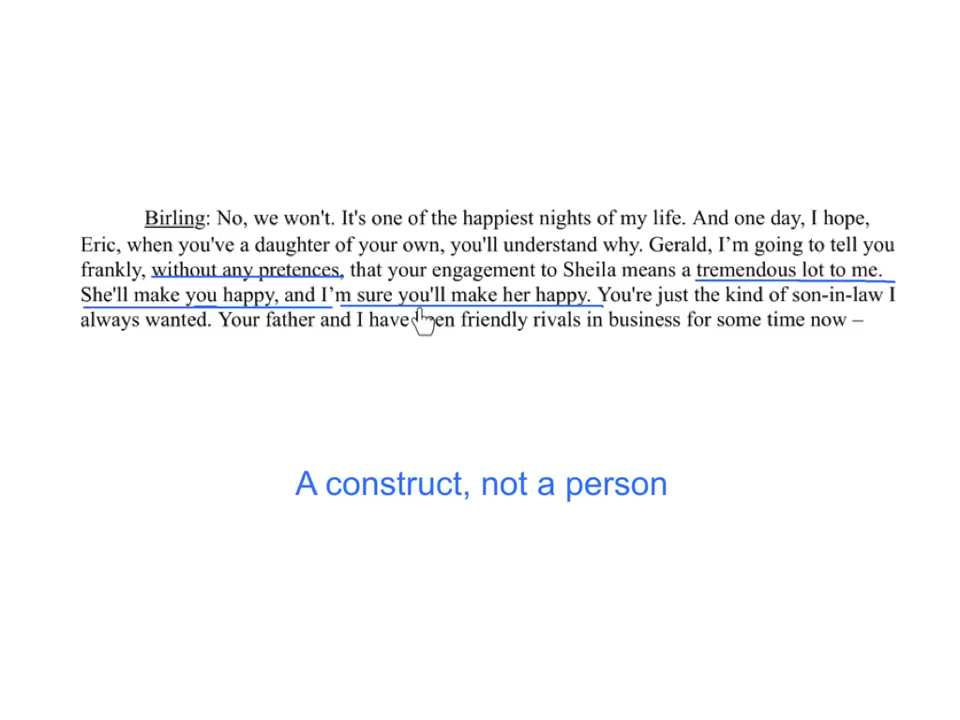 Birling: No, we won't. It's one of the happiest nights of my life. And one day, I hope,
Eric, when you've a daughter of your own, you'll understand why. Gerald, I’m going to tell you
frankly, without any pretences, that your engagement to Sheila means a tremendous lot to me.
She'll make you happy, and I’m sure you'll make her happy. You're just the kind of son-in-law I
always wanted. Your father and I have en friendly rivals in business for some time now –
A construct, not a person